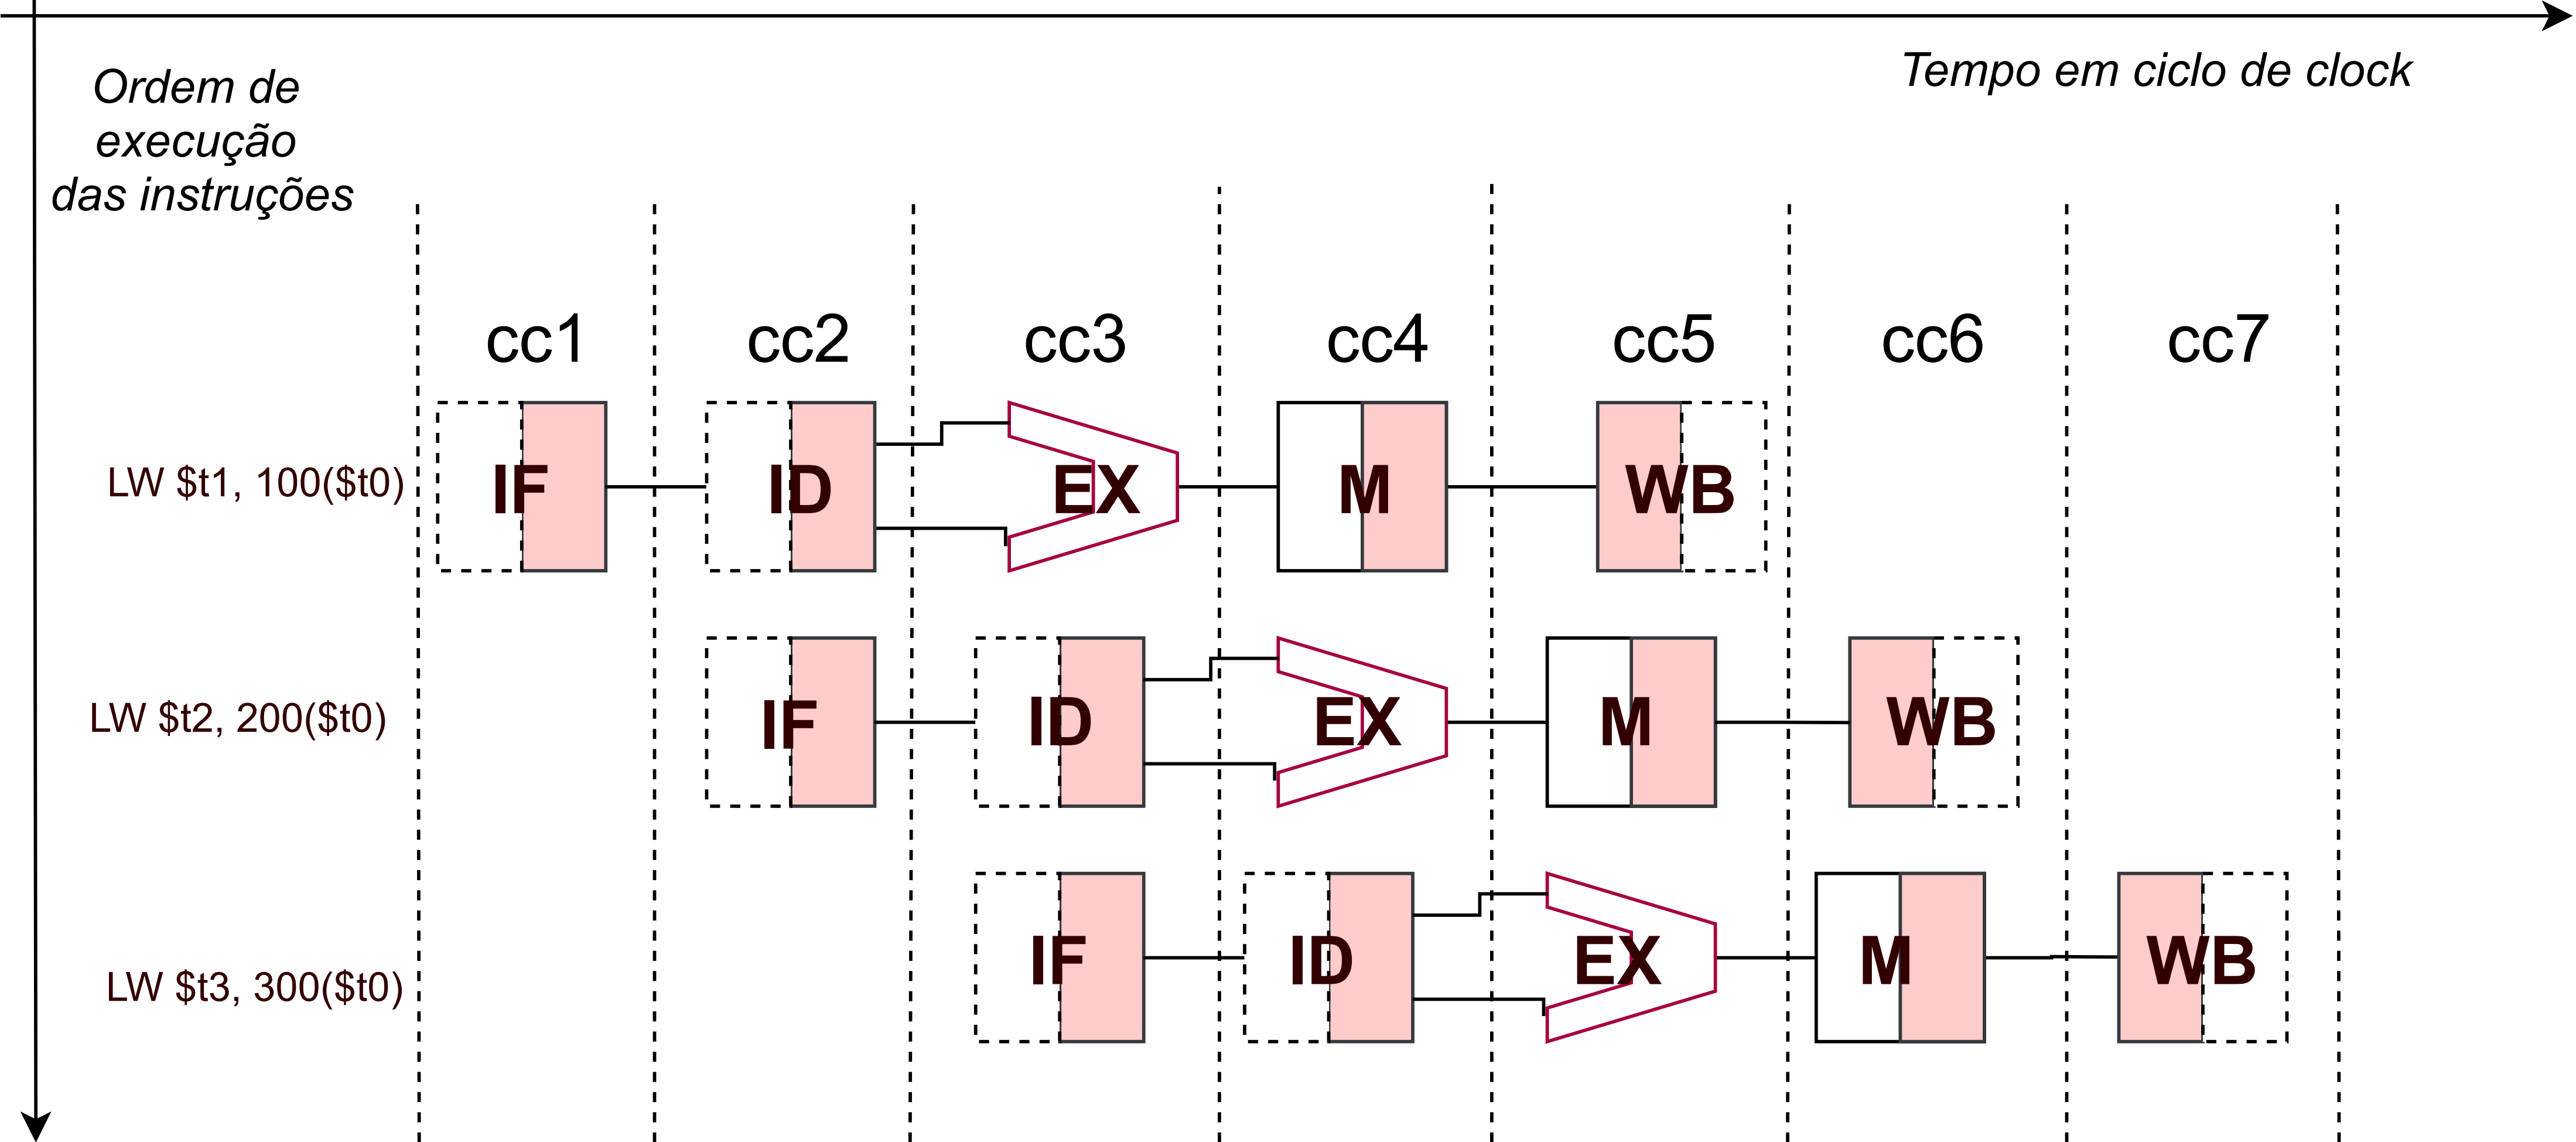 Tempo em ciclo de clock
Ordem de
execução
das instruções
cc1 cc2 cc3 cc4 cc5 cc6 cc7
LW $t1, 100($t0) IF ID EX M WB
LW $t2, 200($t0) IF ID EX M WB
LW $t3, 300($t0) IF ID EX M WB